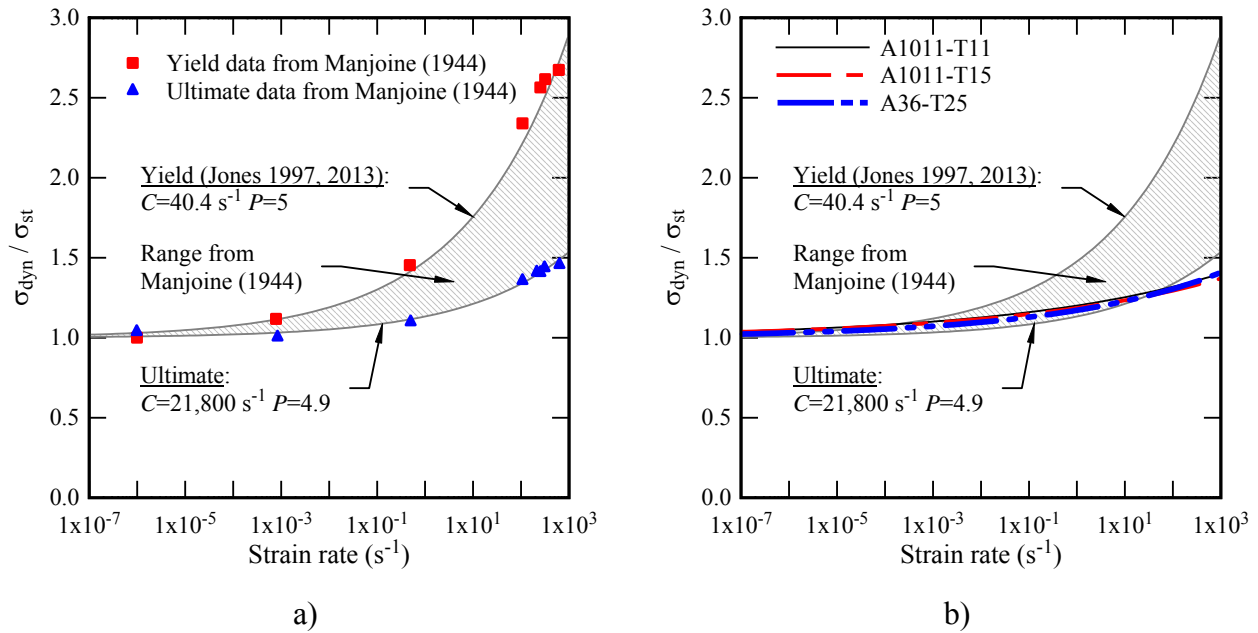 3.0
2.5
2.0
1.5
1.0
0.5
0.0
σdyn / σst
Yield data from Manjoine (1944)
Ultimate data from Manjoine (1944)
Yield (Jones 1997, 2013):
C=40.4 s⁻¹ P=5
Range from
Manjoine (1944)
Ultimate:
C=21,800 s⁻¹ P=4.9
1x10⁻⁷ 1x10⁻⁵ 1x10⁻³ 1x10⁻¹ 1x10¹ 1x10³
Strain rate (s⁻¹)
a)
3.0
2.5
2.0
1.5
1.0
0.5
0.0
σdyn / σst
A1011-T11
A1011-T15
A36-T25
Yield (Jones 1997, 2013):
C=40.4 s⁻¹ P=5
Range from
Manjoine (1944)
Ultimate:
C=21,800 s⁻¹ P=4.9
1x10⁻⁷ 1x10⁻⁵ 1x10⁻³ 1x10⁻¹ 1x10¹ 1x10³
Strain rate (s⁻¹)
b)